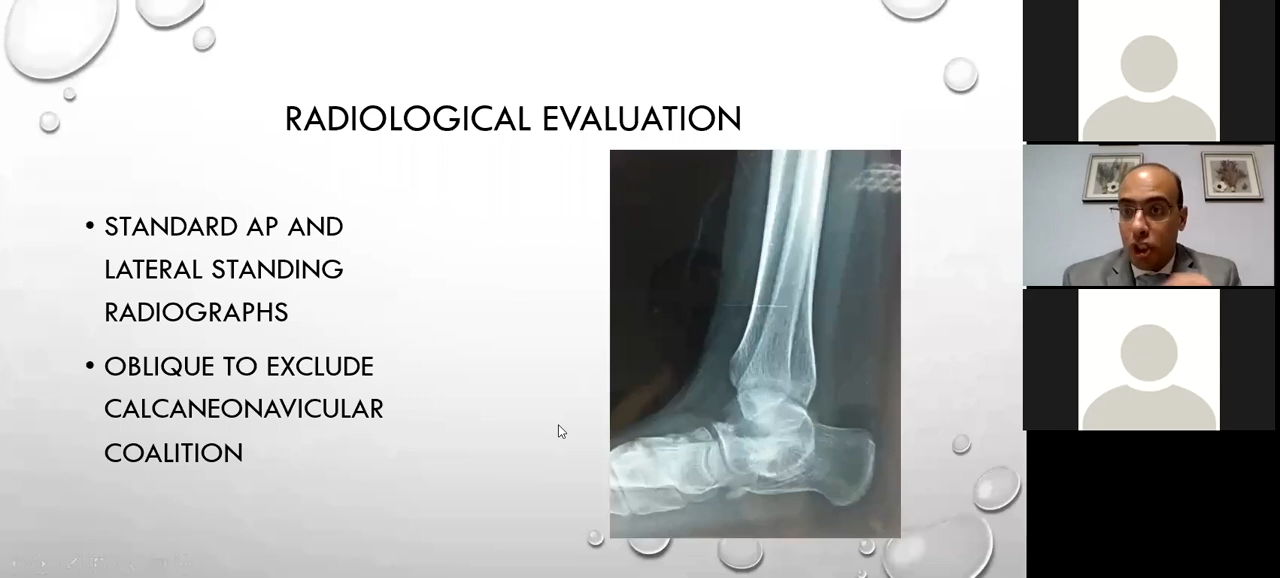 RADIOLOGICAL EVALUATION
• STANDARD AP AND
LATERAL STANDING
RADIOGRAPHS
• OBLIQUE TO EXCLUDE
CALCANEONAVICULAR
COALITION